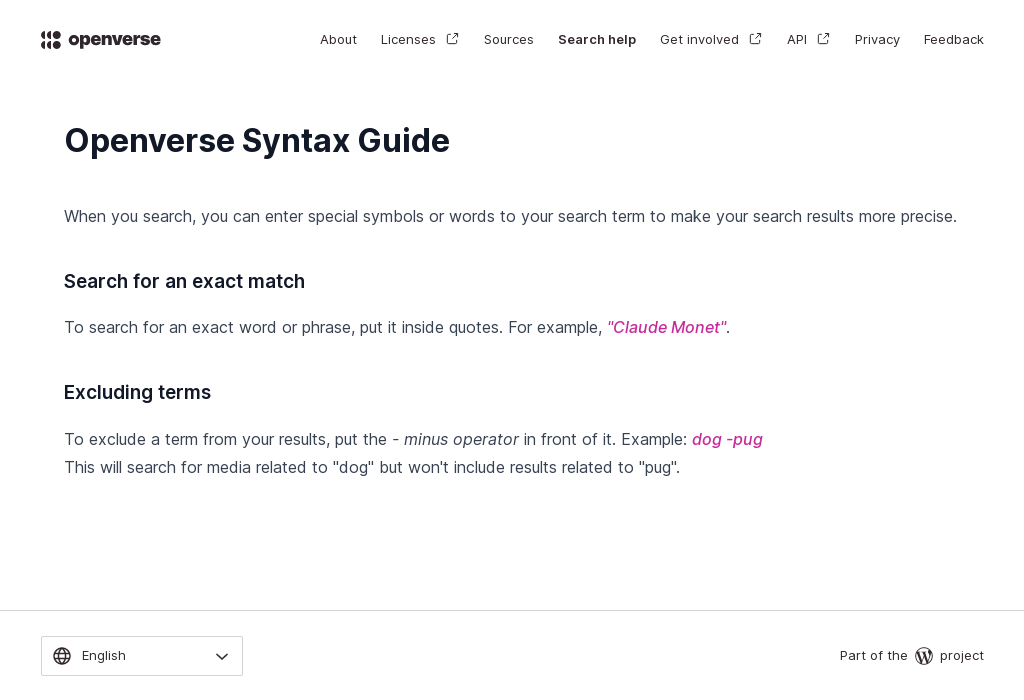 openverse
About
Licenses
Sources
Search help
Get involved
API
Privacy
Feedback
Openverse Syntax Guide
When you search, you can enter special symbols or words to your search term to make your search results more precise.
Search for an exact match
To search for an exact word or phrase, put it inside quotes. For example, "Claude Monet".
Excluding terms
To exclude a term from your results, put the - minus operator in front of it. Example: dog -pug
This will search for media related to "dog" but won't include results related to "pug".
English
Part of the project